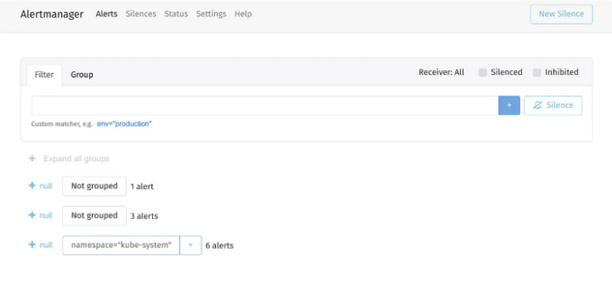 Alertmanager Alerts Silences Status Settings Help New Silence
Filter Group Receiver: All Silenced Inhibited
+ Silence
Custom matcher, e.g. env="production"
+ Expand all groups
+ null Not grouped 1 alert
+ null Not grouped 3 alerts
+ null namespace="kube-system" + 6 alerts